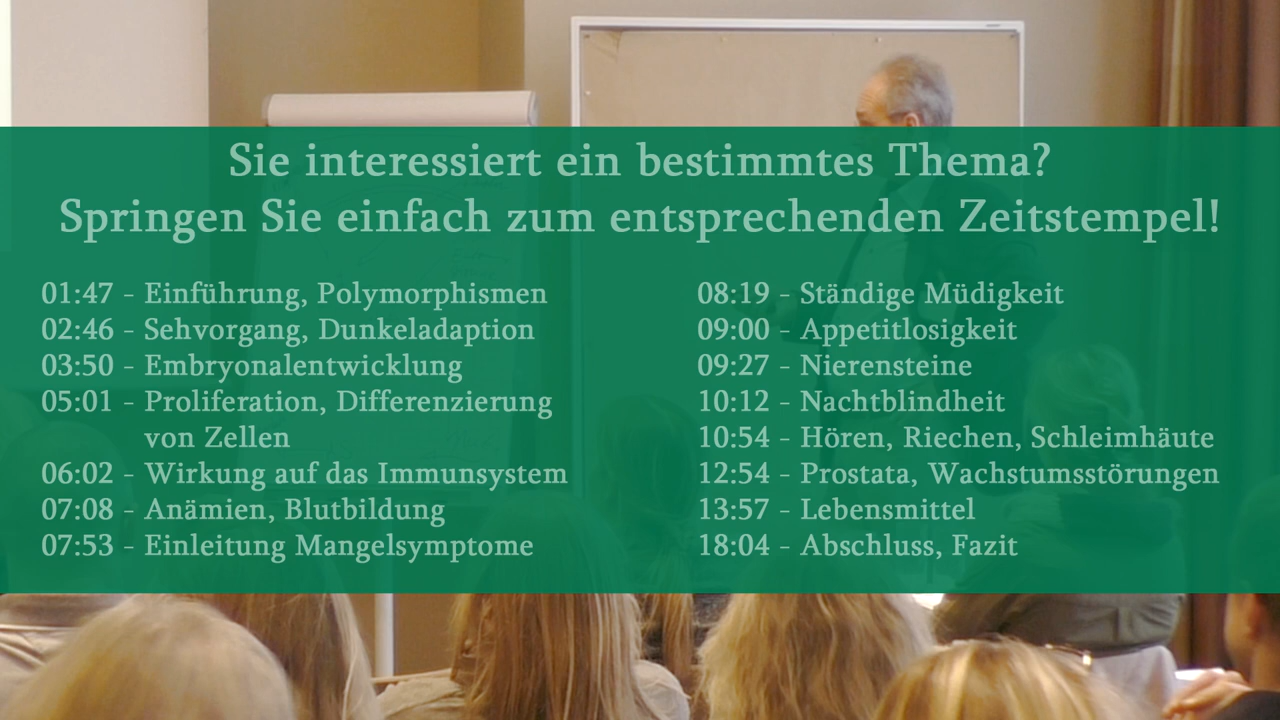 Sie interessiert ein bestimmtes Thema?
Springen Sie einfach zum entsprechenden Zeitstempel!
01:47 - Einführung, Polymorphismen
02:46 - Sehvorgang, Dunkeladaption
03:50 - Embryonalentwicklung
05:01 - Proliferation, Differenzierung
von Zellen
06:02 - Wirkung auf das Immunsystem
07:08 - Anämien, Blutbildung
07:53 - Einleitung Mangelsymptome
08:19 - Ständige Müdigkeit
09:00 - Appetitlosigkeit
09:27 - Nierensteine
10:12 - Nachtblindheit
10:54 - Hören, Riechen, Schleimhäute
12:54 - Prostata, Wachstumsstörungen
13:57 - Lebensmittel
18:04 - Abschluss, Fazit